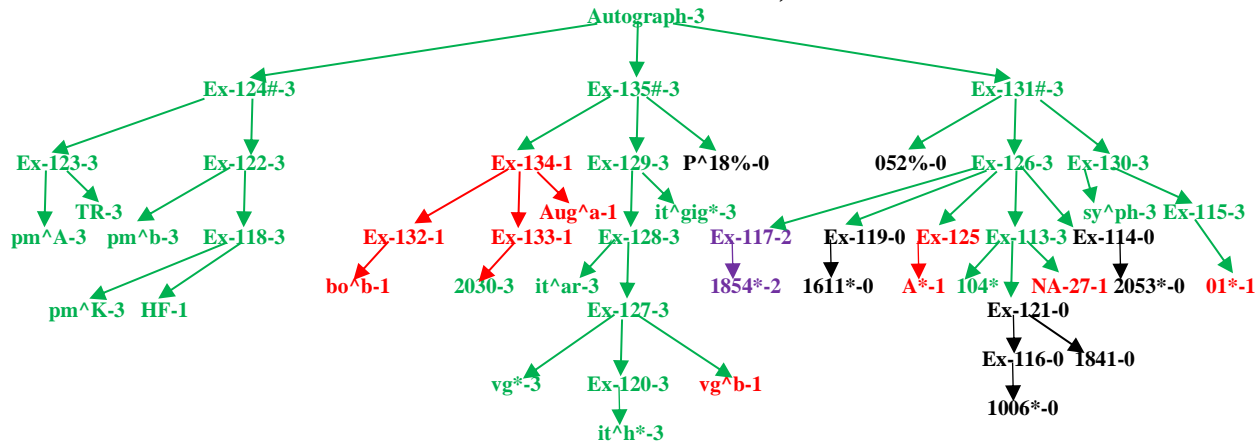 Autograph-3
Ex-124#-3 Ex-135#-3 Ex-131#-3
Ex-123-3 Ex-122-3 Ex-134-1 Ex-129-3 P^18%-0 052%-0 Ex-126-3 Ex-130-3
TR-3 Aug^a-1 it^gig*-3 sy^ph-3 Ex-115-3
pm^A-3 pm^b-3 Ex-118-3 Ex-132-1 Ex-133-1 Ex-128-3 Ex-117-2 Ex-119-0 Ex-125 Ex-113-3 Ex-114-0
bo^b-1 2030-3 it^ar-3 1854*-2 1611*-0 A*-1 104* NA-27-1 2053*-0 01*-1
pm^K-3 HF-1 Ex-127-3 Ex-121-0
Ex-116-0 1841-0
vg*-3 Ex-120-3 vg^b-1
1006*-0
it^h*-3